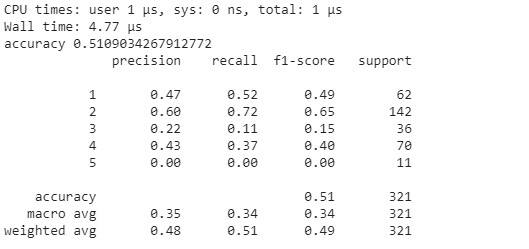 CPU times: user 1 µs, sys: 0 ns, total: 1 µs
Wall time: 4.77 µs
accuracy 0.5109034267912772
precision recall f1-score support
1 0.47 0.52 0.49 62
2 0.60 0.72 0.65 142
3 0.22 0.11 0.15 36
4 0.43 0.37 0.40 70
5 0.00 0.00 0.00 11
accuracy 0.51 321
macro avg 0.35 0.34 0.34 321
weighted avg 0.48 0.51 0.49 321